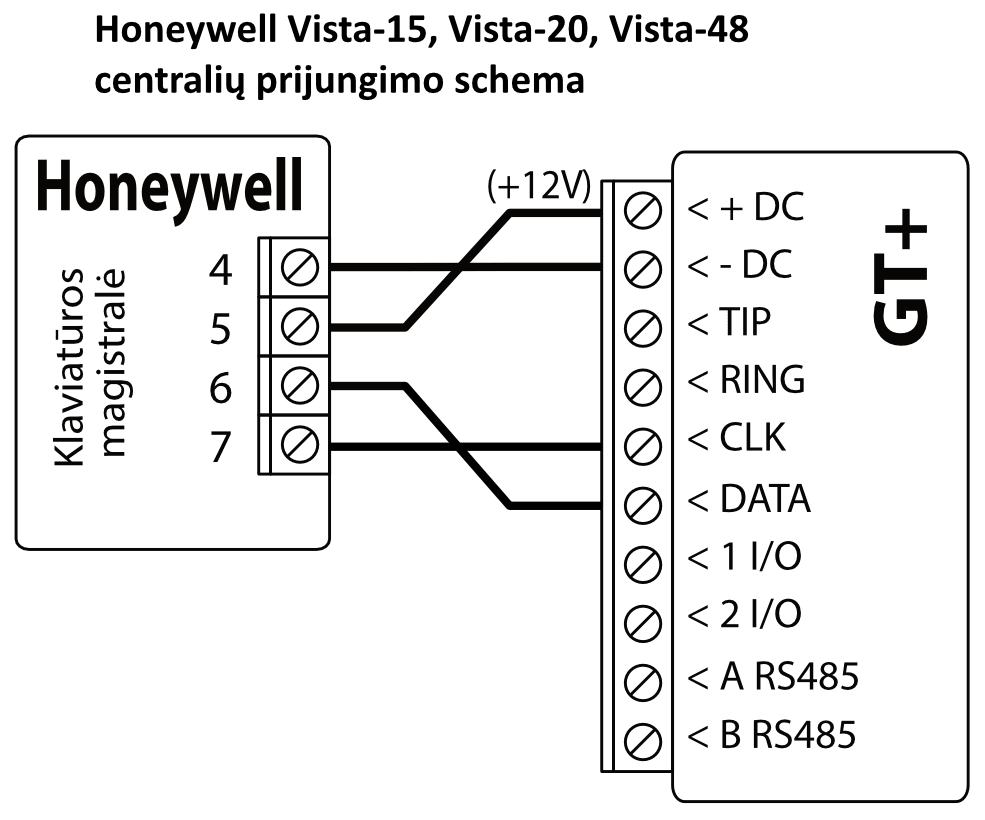 Honeywell Vista-15, Vista-20, Vista-48
centralių prijungimo schema
Honeywell
Klaviatūros
magistralė
4
5
6
7
(+12V)
GT+
< + DC
< - DC
< TIP
< RING
< CLK
< DATA
< 1 I/O
< 2 I/O
< A RS485
< B RS485